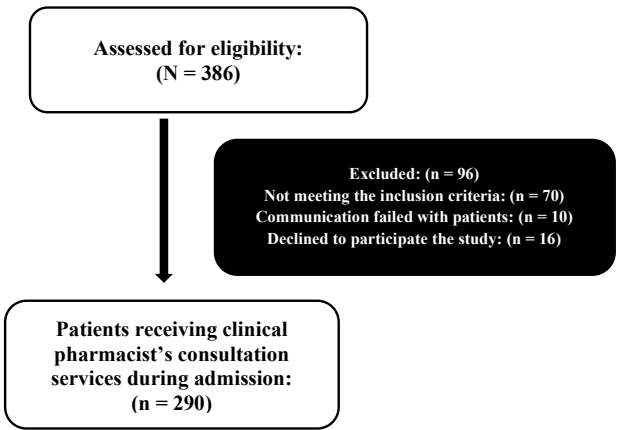 Assessed for eligibility:
(N = 386)
Excluded: (n = 96)
Not meeting the inclusion criteria: (n = 70)
Communication failed with patients: (n = 10)
Declined to participate the study: (n = 16)
Patients receiving clinical
pharmacist’s consultation
services during admission:
(n = 290)